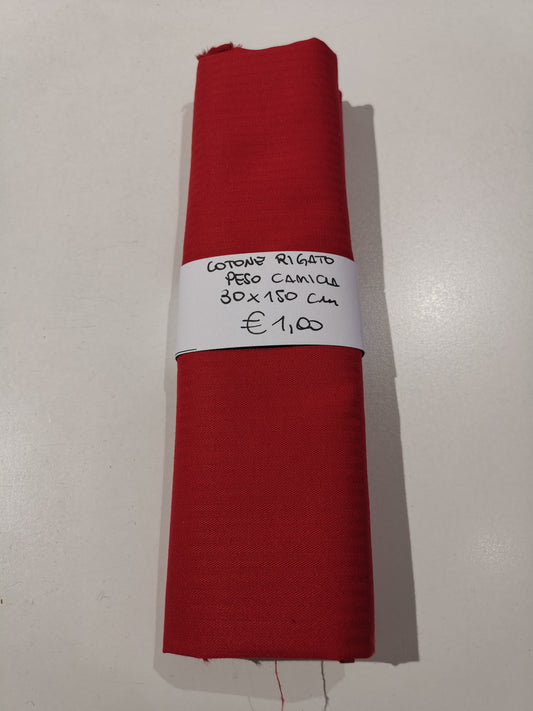 COTONE RIGATO
PESO CAMICIA
30x150 cm
€ 1,00